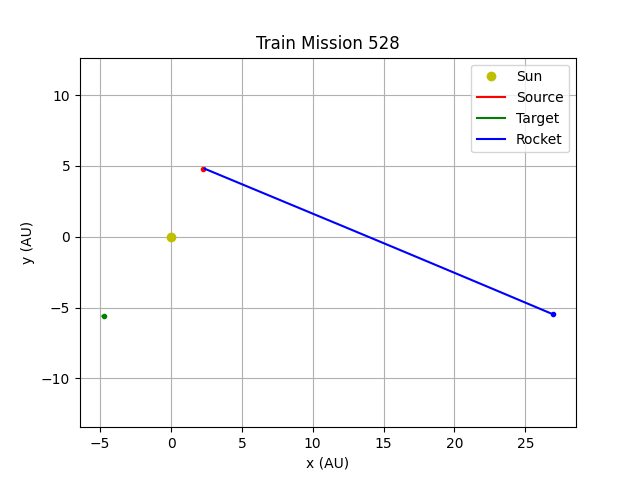 Train Mission 528
Sun
Source
Target
Rocket
10
5
0
−5
−10
y (AU)
−5
0
5
10
15
20
25
x (AU)